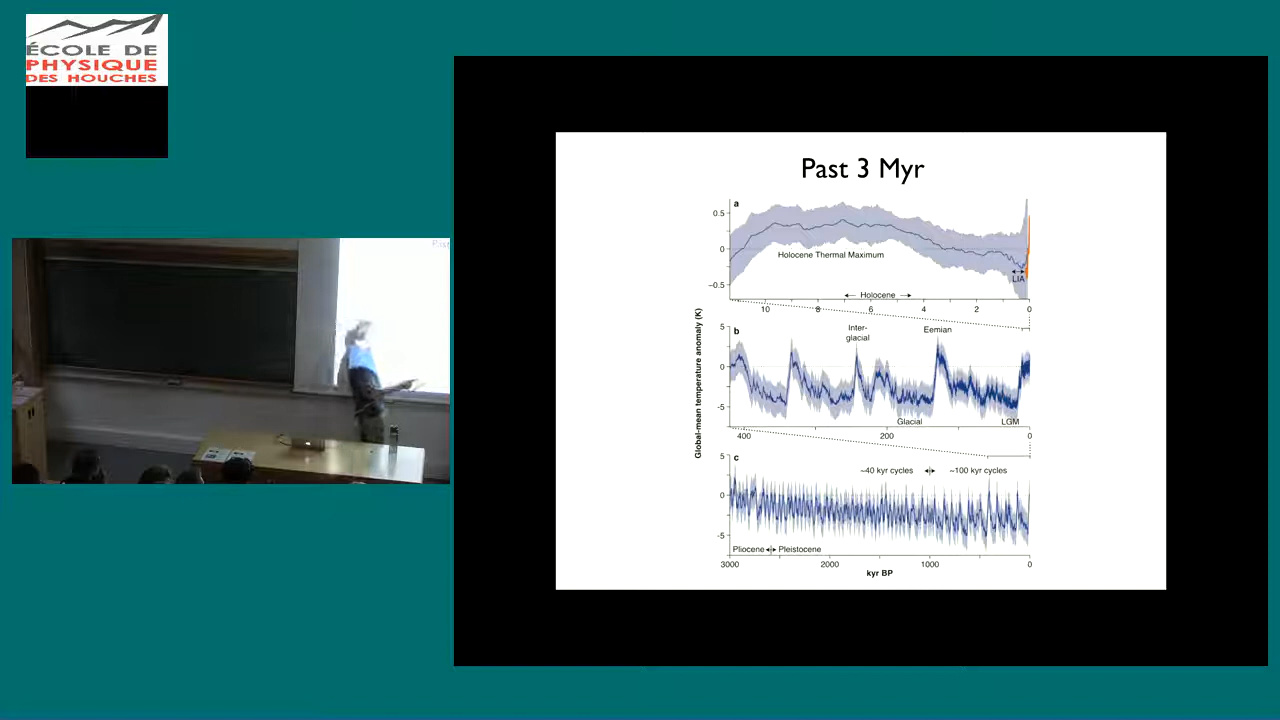 ÉCOLE DE
PHYSIQUE
DES HOUCHES
Past 3 Myr
Global-mean temperature anomaly (K)
a
0.5
0
−0.5
Holocene Thermal Maximum
LIA
Holocene
10 8 6 4 2 0
b
5
0
-5
Inter-
glacial
Eemian
Glacial
LGM
400 200 0
c
5
0
-5
~40 kyr cycles ~100 kyr cycles
Pliocene Pleistocene
3000 2000 1000 0
kyr BP